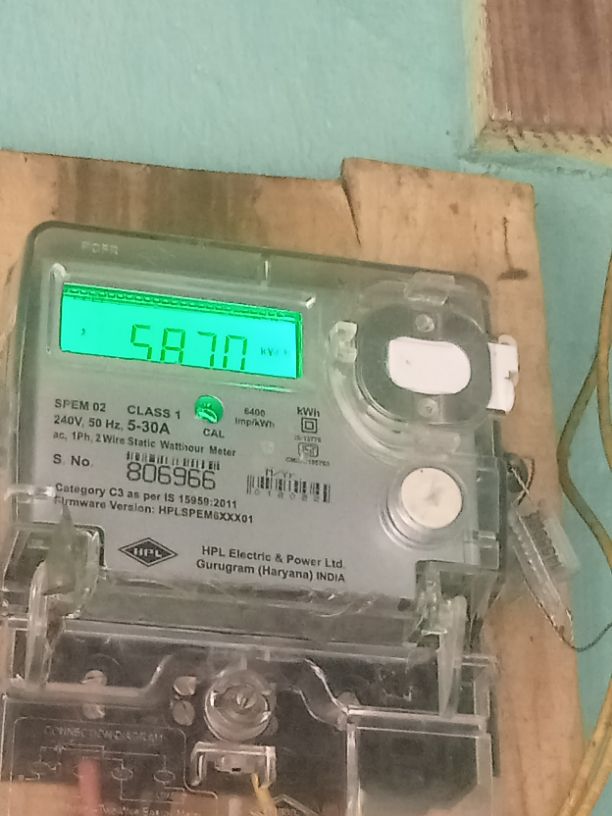 5870
SPEM 02 CLASS 1
240V, 50 Hz, 5-30A
CAL
6400
imp/kWh
kWh
ac, 1Ph, 2 Wire Static Watthour Meter
S. No.
806966
Category C3 as per IS 15959:2011
Firmware Version: HPLSPEM6XXX01
HPL
HPL Electric & Power Ltd.
Gurugram (Haryana) INDIA
CONNECTION DIAGRAM